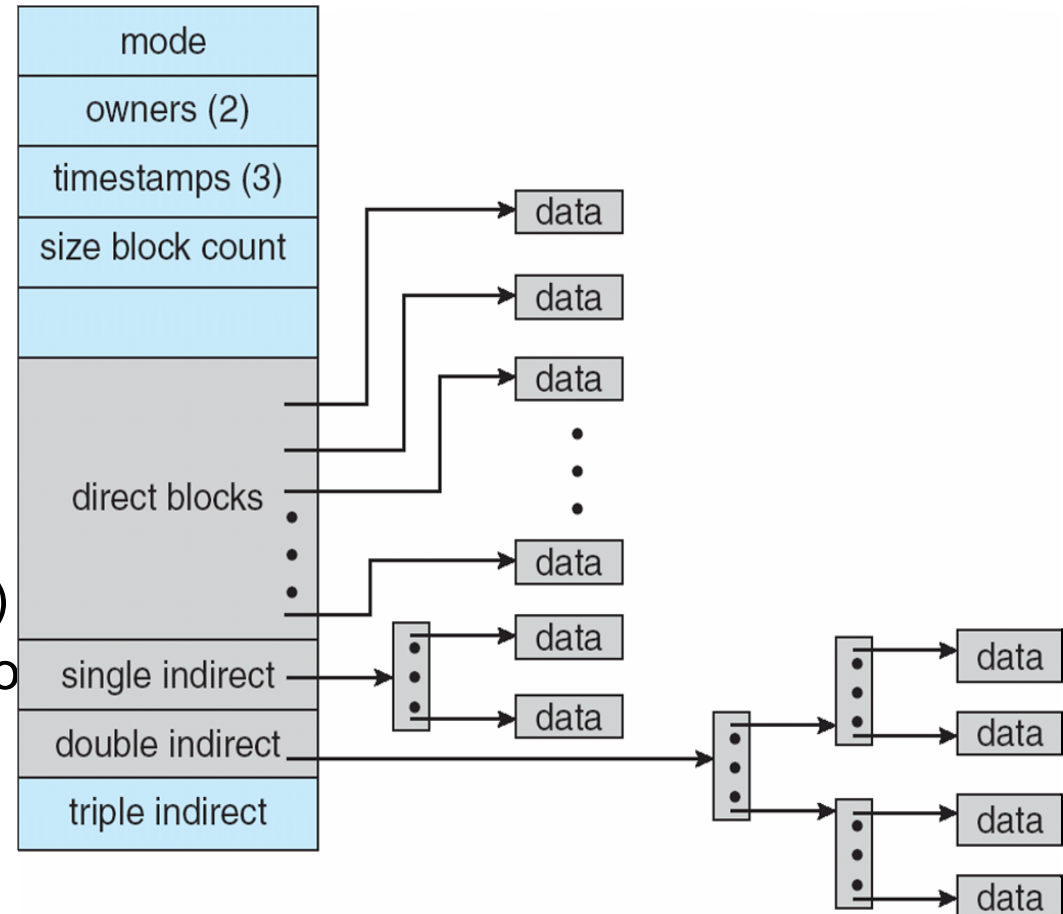 mode
owners (2)
timestamps (3)
size block count
data
data
data
direct blocks
data
)
data
o
single indirect
data
data
data
double indirect
data
triple indirect
data
data